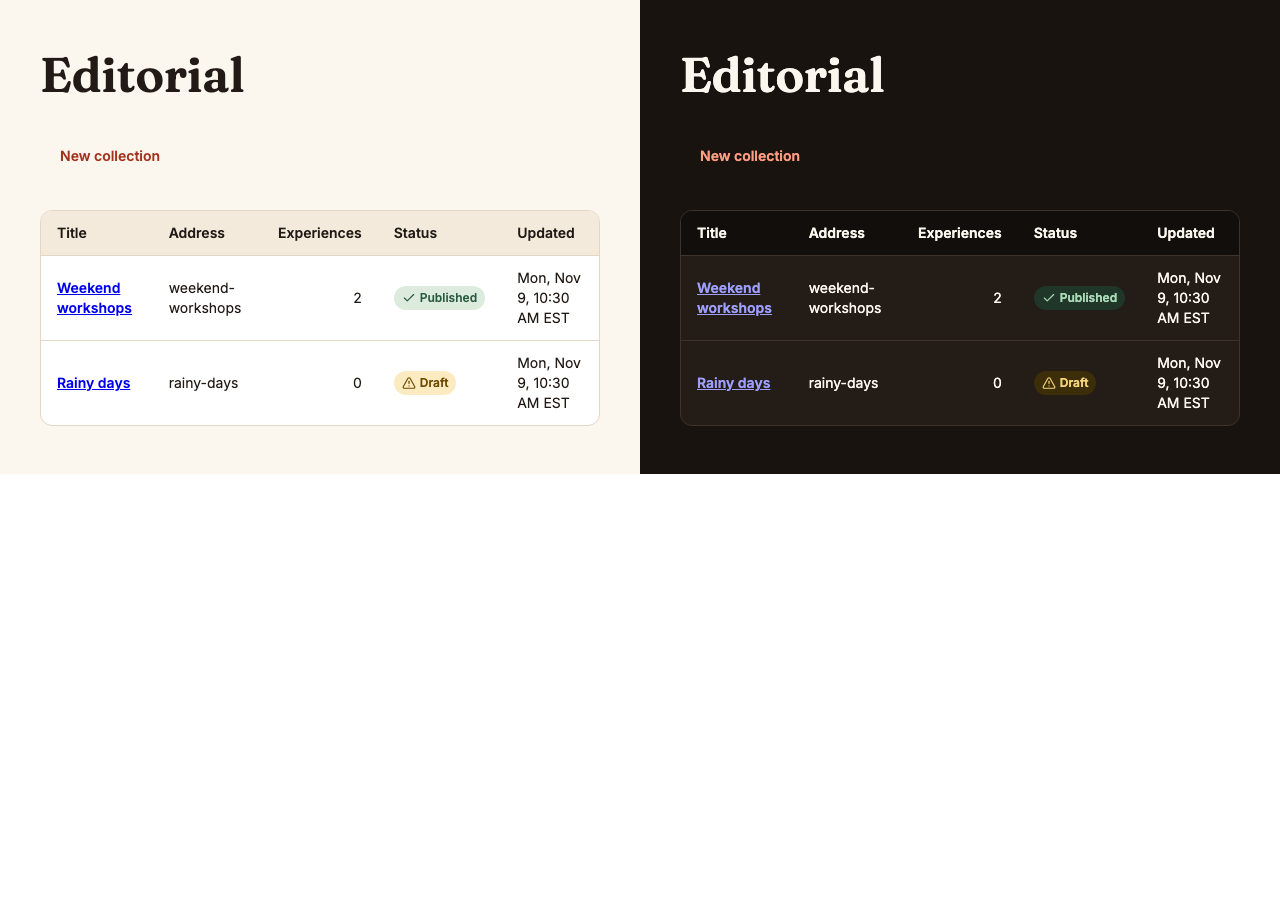 Editorial
New collection
Title Address Experiences Status Updated
Weekend workshops weekend-workshops 2 Published Mon, Nov 9, 10:30 AM EST
Rainy days rainy-days 0 Draft Mon, Nov 9, 10:30 AM EST
Editorial
New collection
Title Address Experiences Status Updated
Weekend workshops weekend-workshops 2 Published Mon, Nov 9, 10:30 AM EST
Rainy days rainy-days 0 Draft Mon, Nov 9, 10:30 AM EST